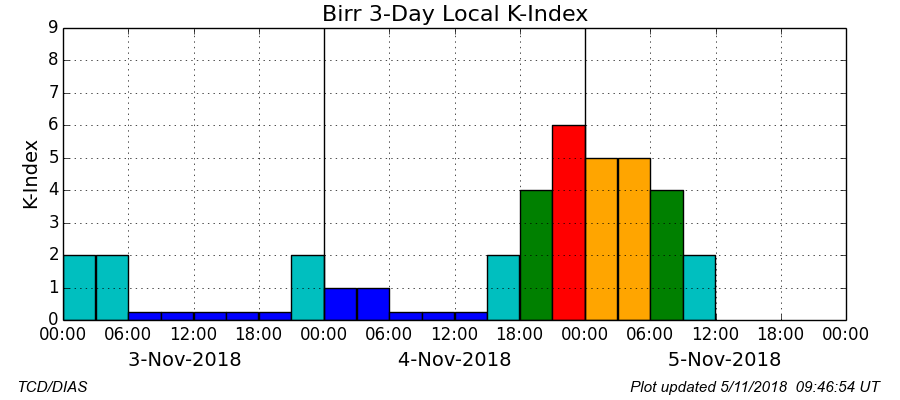 Birr 3-Day Local K-Index
9
8
7
6
5
4
3
2
1
0
K-Index
00:00 06:00 12:00 18:00 00:00 06:00 12:00 18:00 00:00 06:00 12:00 18:00 00:00
3-Nov-2018 4-Nov-2018 5-Nov-2018
TCD/DIAS Plot updated 5/11/2018 09:46:54 UT